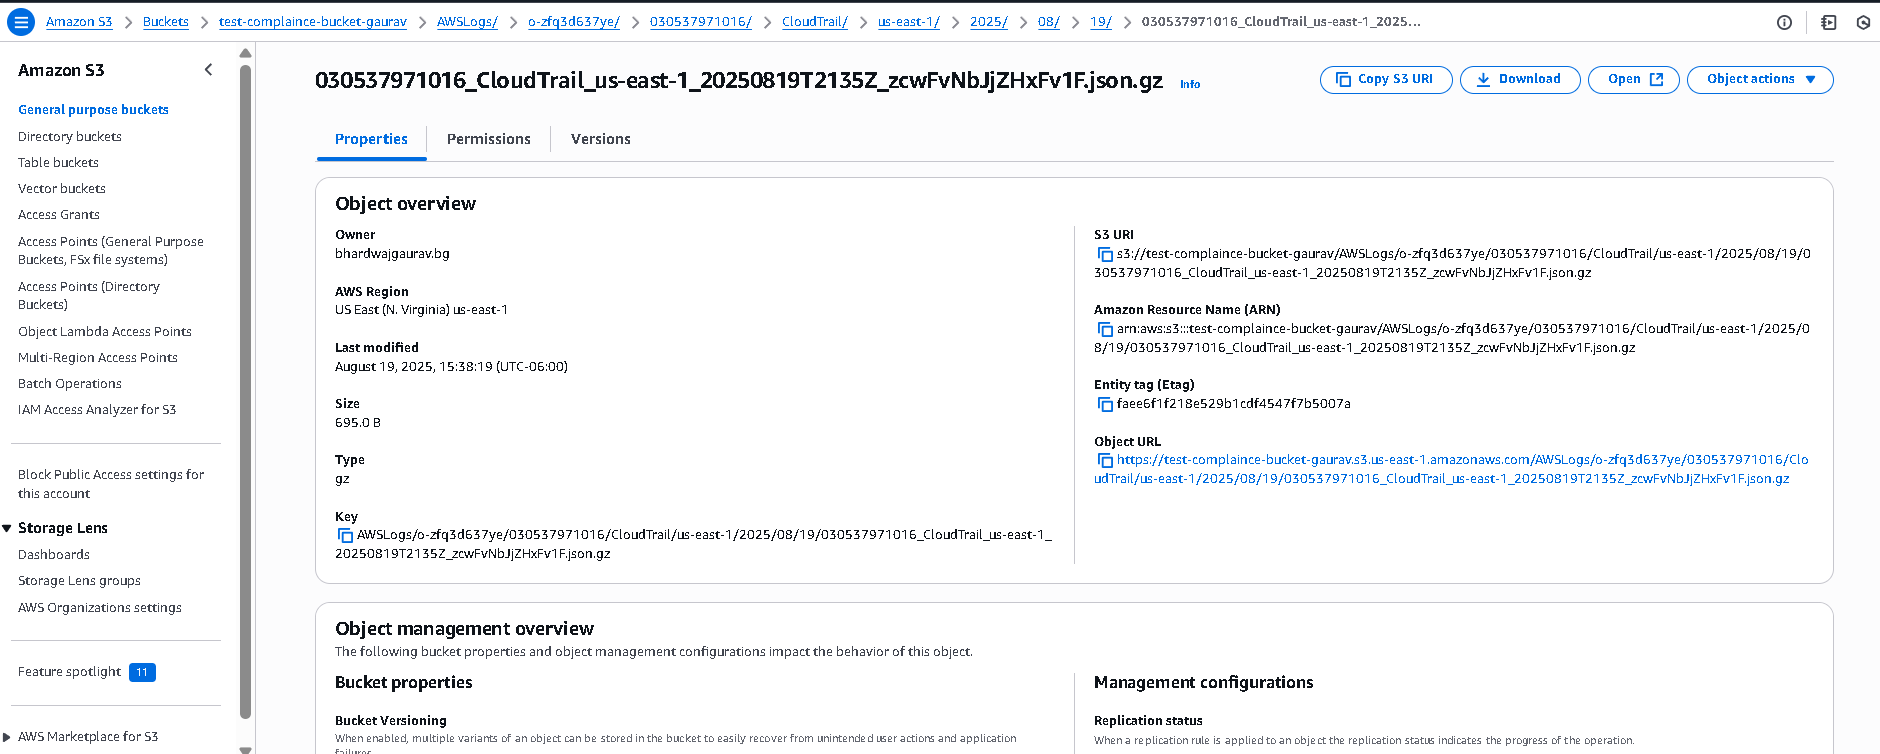 Amazon S3 > Buckets > test-complaince-bucket-gaurav > AWSLogs/ > o-zfq3d637ye/ > 030537971016/ > CloudTrail/ > us-east-1/ > 2025/ > 08/ > 19/ > 030537971016_CloudTrail_us-east-1_2025...
Amazon S3
General purpose buckets
Directory buckets
Table buckets
Vector buckets
Access Grants
Access Points (General Purpose
Buckets, FSx file systems)
Access Points (Directory
Buckets)
Object Lambda Access Points
Multi-Region Access Points
Batch Operations
IAM Access Analyzer for S3
Block Public Access settings for
this account
Storage Lens
Dashboards
Storage Lens groups
AWS Organizations settings
Feature spotlight 11
AWS Marketplace for S3
030537971016_CloudTrail_us-east-1_20250819T2135Z_zcwFvNbJjZHxFv1F.json.gz Info
Copy S3 URI
Download
Open
Object actions
Properties
Permissions
Versions
Object overview
Owner
bhardwajgaurav.bg
AWS Region
US East (N. Virginia) us-east-1
Last modified
August 19, 2025, 15:38:19 (UTC-06:00)
Size
695.0 B
Type
gz
Key
AWSLogs/o-zfq3d637ye/030537971016/CloudTrail/us-east-1/2025/08/19/030537971016_CloudTrail_us-east-1_
20250819T2135Z_zcwFvNbJjZHxFv1F.json.gz
S3 URI
s3://test-complaince-bucket-gaurav/AWSLogs/o-zfq3d637ye/030537971016/CloudTrail/us-east-1/2025/08/19/0
30537971016_CloudTrail_us-east-1_20250819T2135Z_zcwFvNbJjZHxFv1F.json.gz
Amazon Resource Name (ARN)
arn:aws:s3:::test-complaince-bucket-gaurav/AWSLogs/o-zfq3d637ye/030537971016/CloudTrail/us-east-1/2025/0
8/19/030537971016_CloudTrail_us-east-1_20250819T2135Z_zcwFvNbJjZHxFv1F.json.gz
Entity tag (Etag)
faee6f1f218e529b1cdf4547f7b5007a
Object URL
https://test-complaince-bucket-gaurav.s3.us-east-1.amazonaws.com/AWSLogs/o-zfq3d637ye/030537971016/Clo
udTrail/us-east-1/2025/08/19/030537971016_CloudTrail_us-east-1_20250819T2135Z_zcwFvNbJjZHxFv1F.json.gz
Object management overview
The following bucket properties and object management configurations impact the behavior of this object.
Bucket properties
Bucket Versioning
When enabled, multiple variants of an object can be stored in the bucket to easily recover from unintended user actions and application
failures.
Management configurations
Replication status
When a replication rule is applied to an object the replication status indicates the progress of the operation.